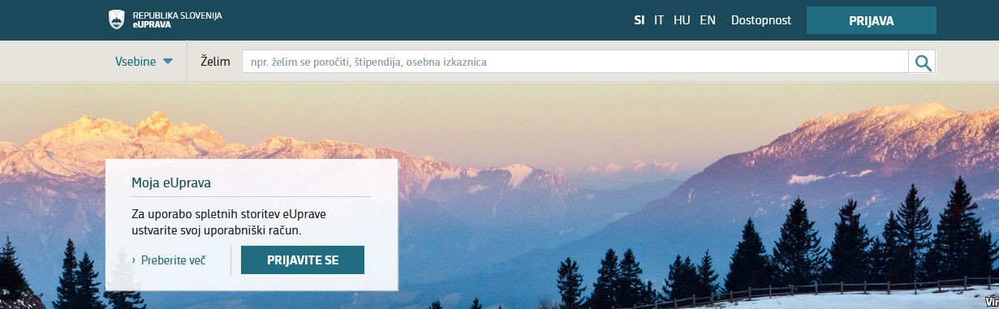 REPUBLIKA SLOVENIJA
eUPRAVA
SI IT HU EN Dostopnost PRIJAVA
Vsebine Želim npr. želim se poročiti, štipendija, osebna izkaznica
Moja eUprava
Za uporabo spletnih storitev eUprave
ustvarite svoj uporabniški račun.
› Preberite več PRIJAVITE SE